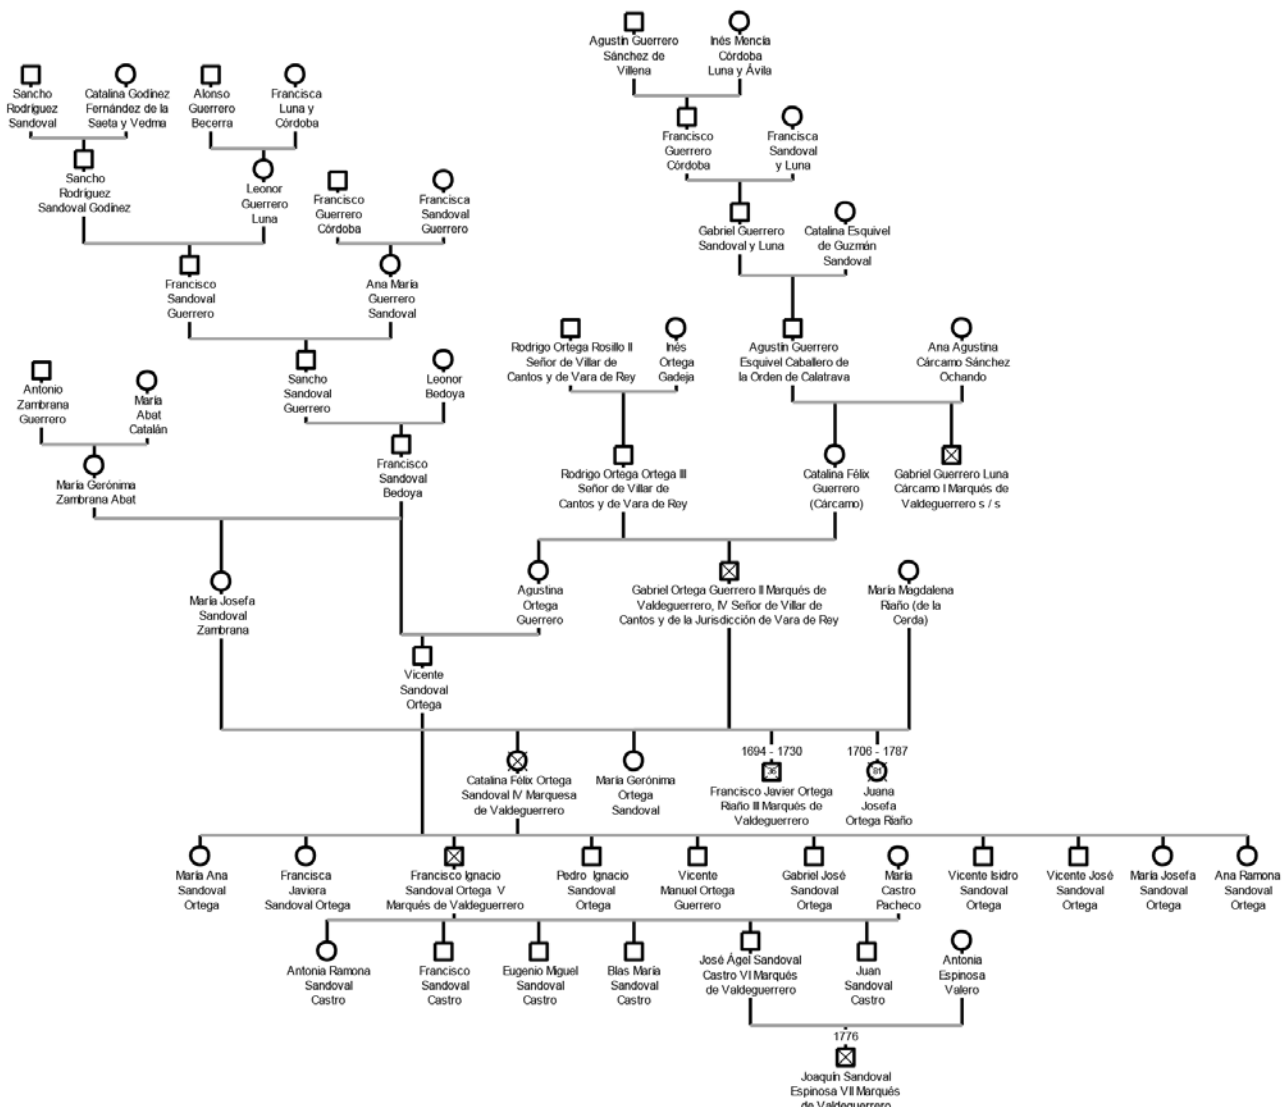 Agustín Guerrero
Sánchez de
Villena
Inés Mencía
Córdoba
Luna y Ávila
Sancho
Rodríguez
Sandoval
Catalina Godínez
Fernández de la
Saeta y Vedma
Alonso
Guerrero
Becerra
Francisca
Luna y
Córdoba
Francisco
Guerrero
Córdoba
Francisca
Sandoval
y Luna
Sancho
Rodríguez
Sandoval Godínez
Leonor
Guerrero
Luna
Francisco
Guerrero
Córdoba
Francisca
Sandoval
Guerrero
Gabriel Guerrero
Sandoval y Luna
Catalina Esquivel
de Guzmán
Sandoval
Francisco
Sandoval
Guerrero
Ana María
Guerrero
Sandoval
Rodrigo Ortega Rosillo II
Señor de Villar de
Cantos y de Vara de Rey
Inés
Ortega
Gadeja
Agustín Guerrero
Esquivel Caballero de
la Orden de Calatrava
Ana Agustina
Cárcamo Sánchez
Ochando
Antonio
Zambrana
Guerrero
María
Abat
Catalán
Sancho
Sandoval
Guerrero
Leonor
Bedoya
María Gerónima
Zambrana Abat
Francisco
Sandoval
Bedoya
Rodrigo Ortega Ortega III
Señor de Villar de
Cantos y de Vara de Rey
Catalina Félix
Guerrero
(Cárcamo)
Gabriel Guerrero Luna
Cárcamo I Marqués de
Valdeguerrero s / s
María Josefa
Sandoval
Zambrana
Agustina
Ortega
Guerrero
Gabriel Ortega Guerrero II Marqués de
Valdeguerrero, IV Señor de Villar de
Cantos y de la Jurisdicción de Vara de Rey
María Magdalena
Riaño (de la
Cerda)
Vicente
Sandoval
Ortega
Catalina Félix Ortega
Sandoval IV Marquesa
de Valdeguerrero
María Gerónima
Ortega
Sandoval
1694 - 1730
36
Francisco Javier Ortega
Riaño III Marqués de
Valdeguerrero
1706 - 1787
81
Juana
Josefa
Ortega Riaño
María Ana
Sandoval
Ortega
Francisca
Javiera
Sandoval Ortega
Francisco Ignacio
Sandoval Ortega V
Marqués de Valdeguerrero
Pedro Ignacio
Sandoval
Ortega
Vicente
Manuel Ortega
Guerrero
Gabriel José
Sandoval
Ortega
María
Castro
Pacheco
Vicente Isidro
Sandoval
Ortega
Vicente José
Sandoval
Ortega
María Josefa
Sandoval
Ortega
Ana Ramona
Sandoval
Ortega
Antonia Ramona
Sandoval
Castro
Francisco
Sandoval
Castro
Eugenio Miguel
Sandoval
Castro
Blas María
Sandoval
Castro
José Ágel Sandoval
Castro VI Marqués
de Valdeguerrero
Juan
Sandoval
Castro
Antonia
Espinosa
Valero
1776
Joaquín Sandoval
Espinosa VII Marqués
de Valdeguerrero